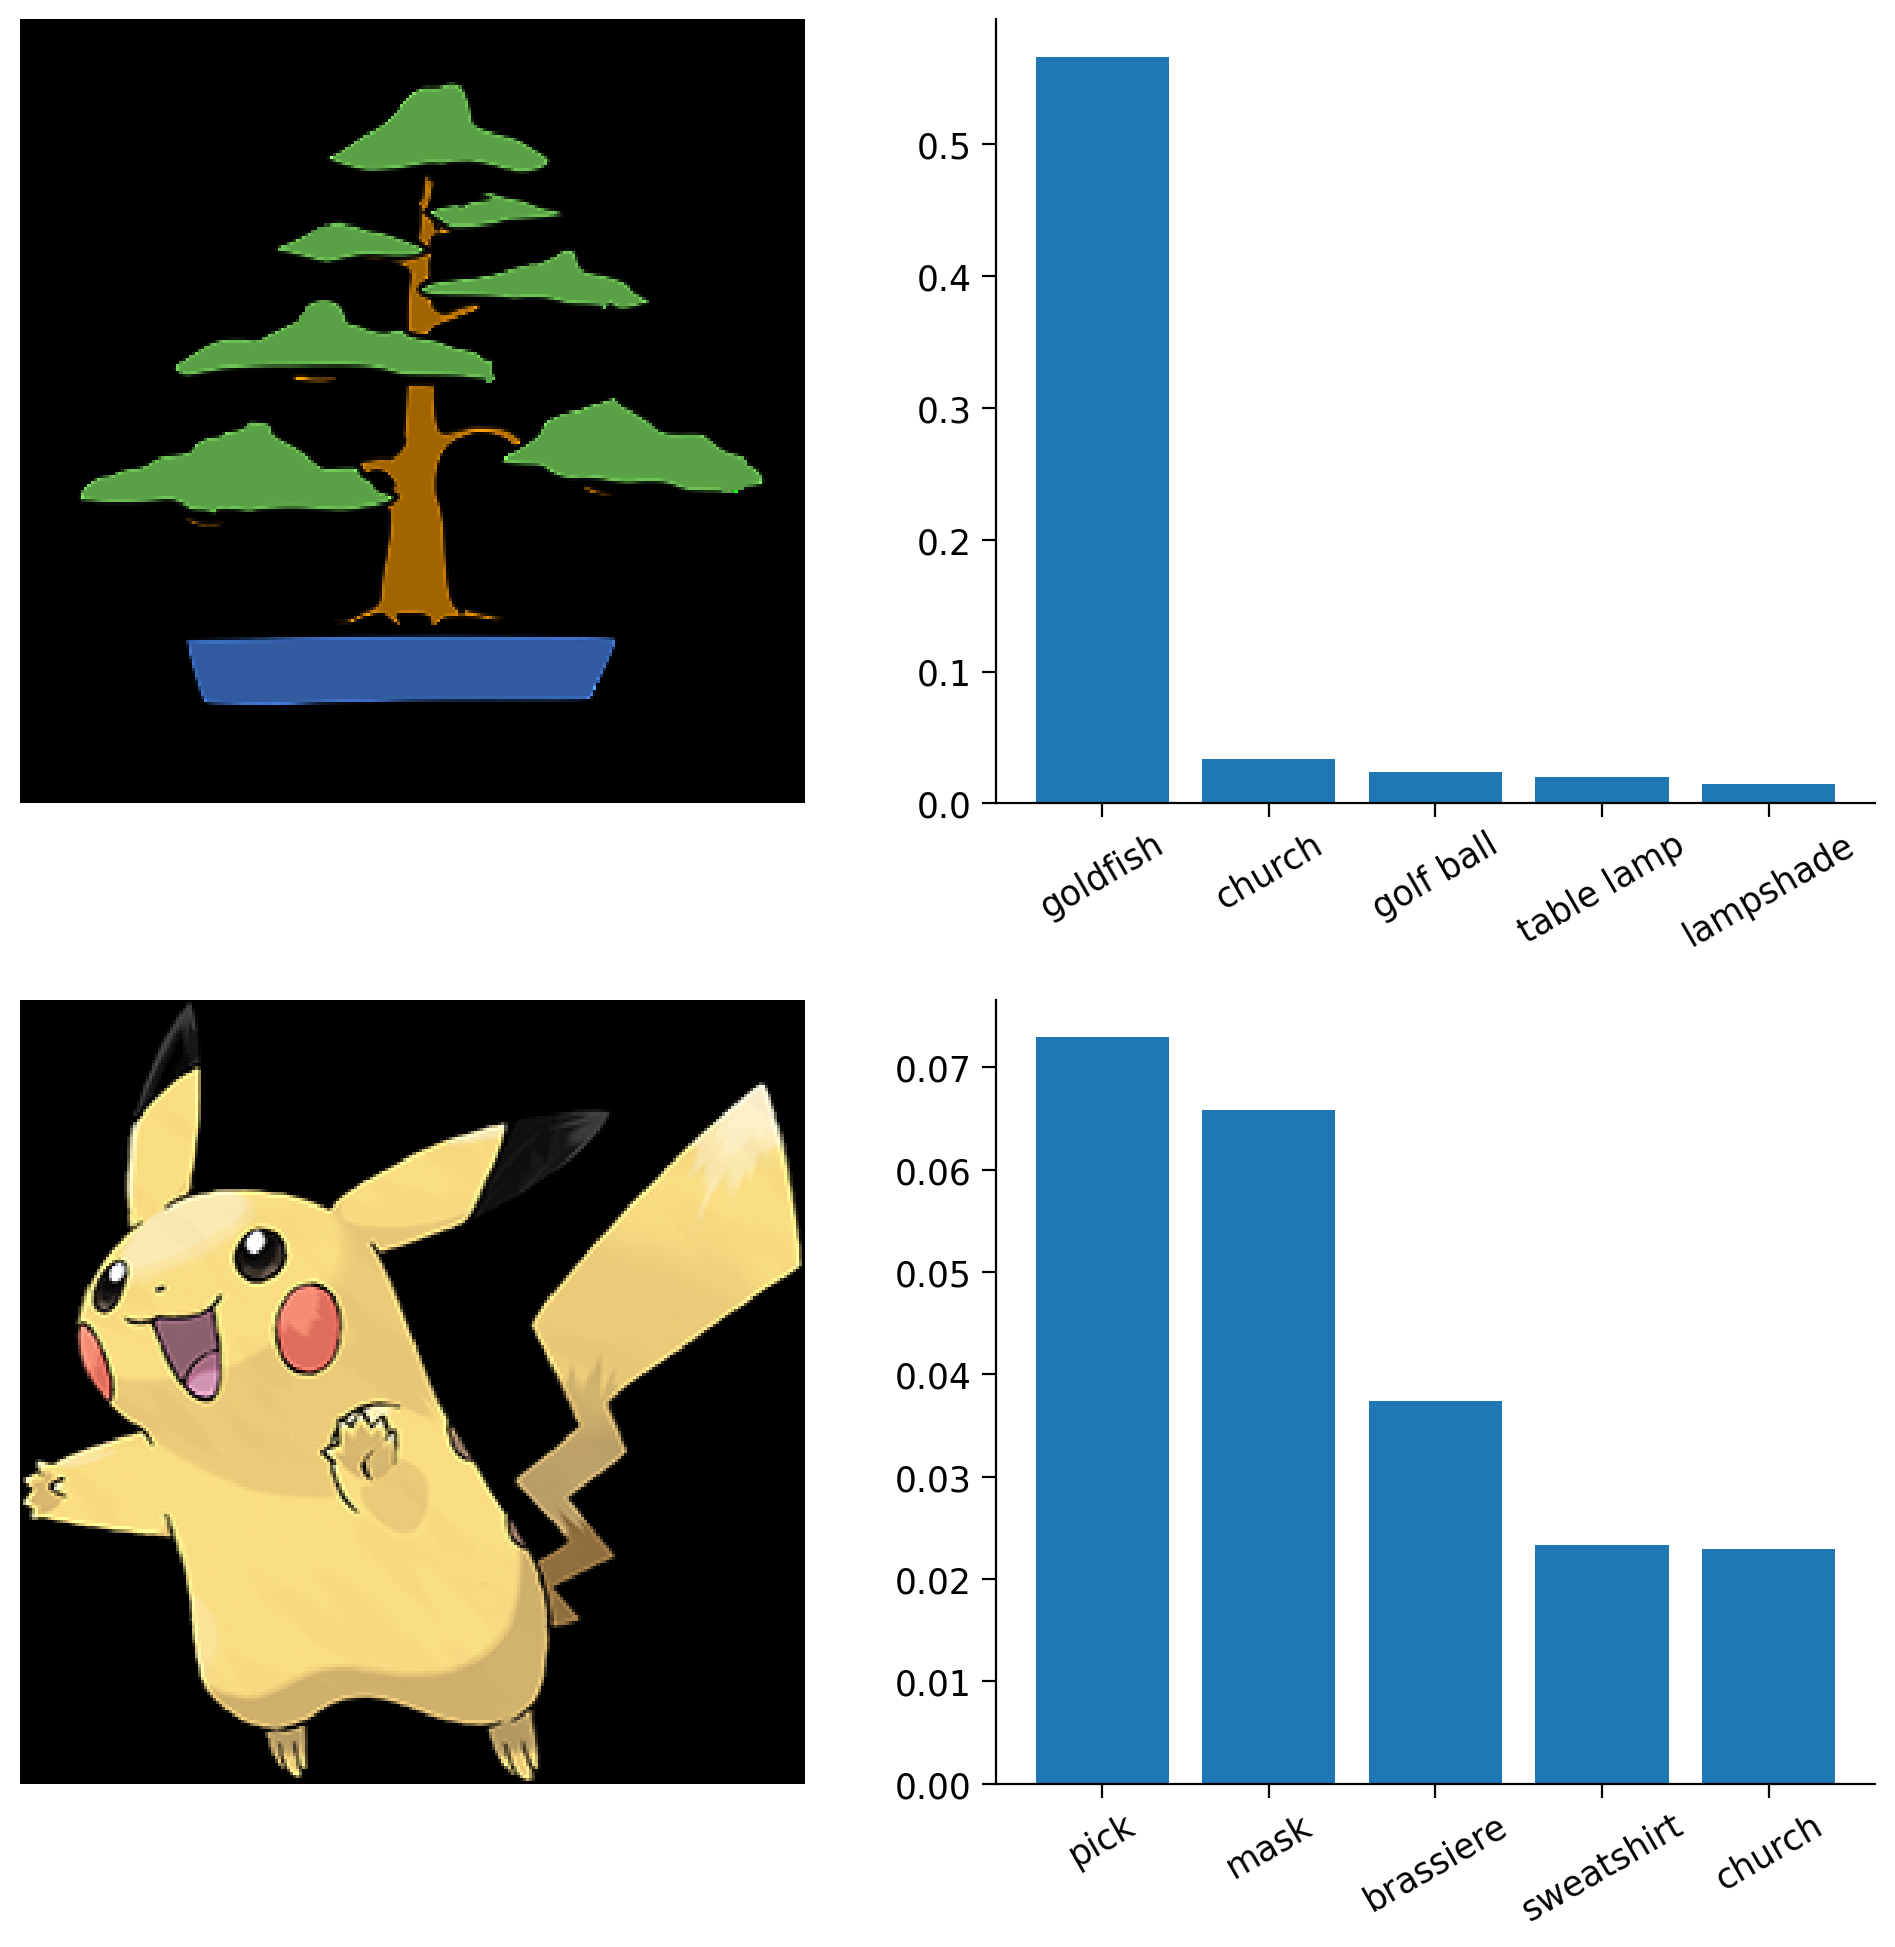 0.5
0.4
0.3
0.2
0.1
0.0
goldfish
church
golf ball
table lamp
lampshade
0.07
0.06
0.05
0.04
0.03
0.02
0.01
0.00
pick
mask
brassiere
sweatshirt
church